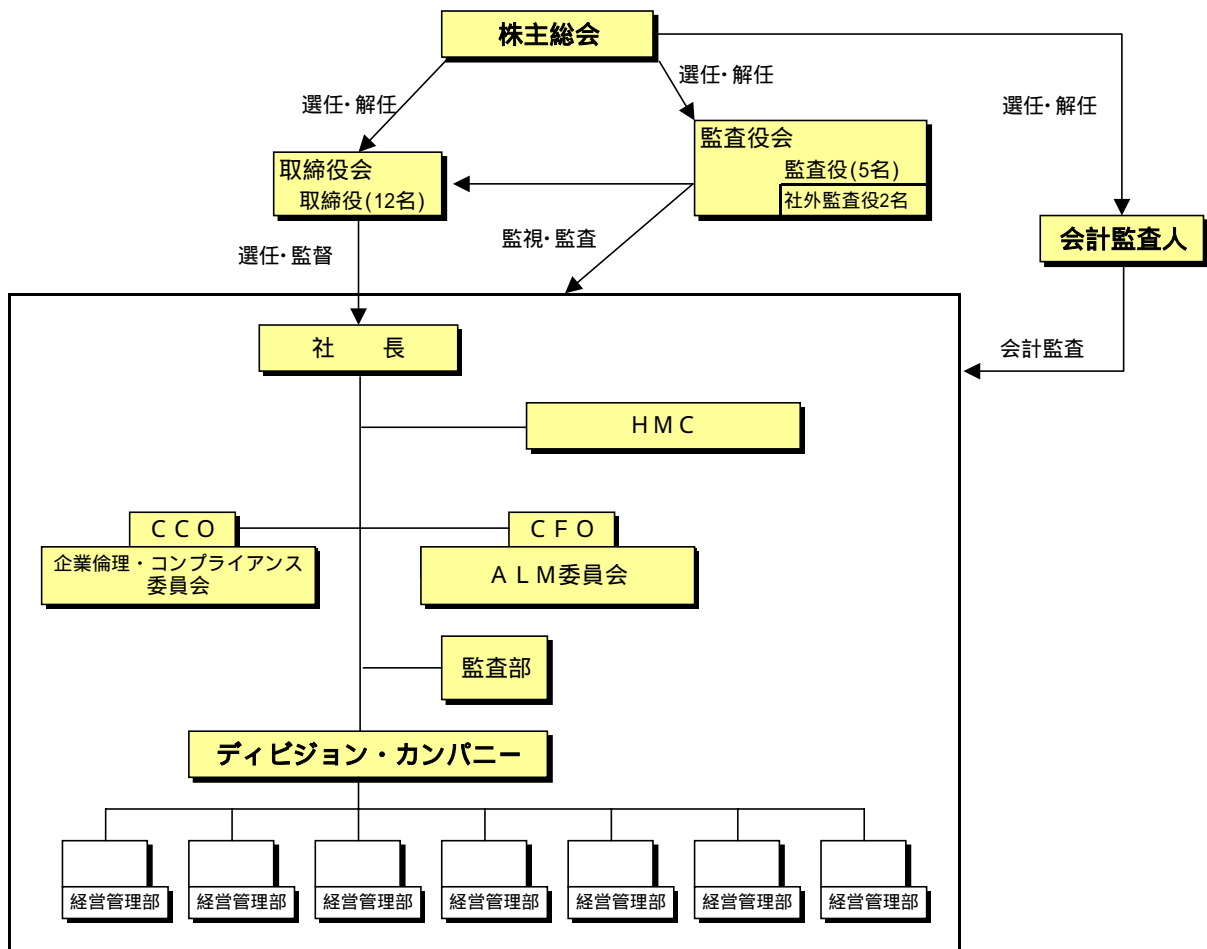 株主総会
選任・解任
選任・解任
選任・解任
監査役会
監査役(5名)
社外監査役2名
取締役会
取締役(12名)
監視・監査
選任・監督
会計監査人
会計監査
社 長
HMC
CCO
企業倫理・コンプライアンス
委員会
CFO
ALM委員会
監査部
ディビジョン・カンパニー
経営管理部
経営管理部
経営管理部
経営管理部
経営管理部
経営管理部
経営管理部